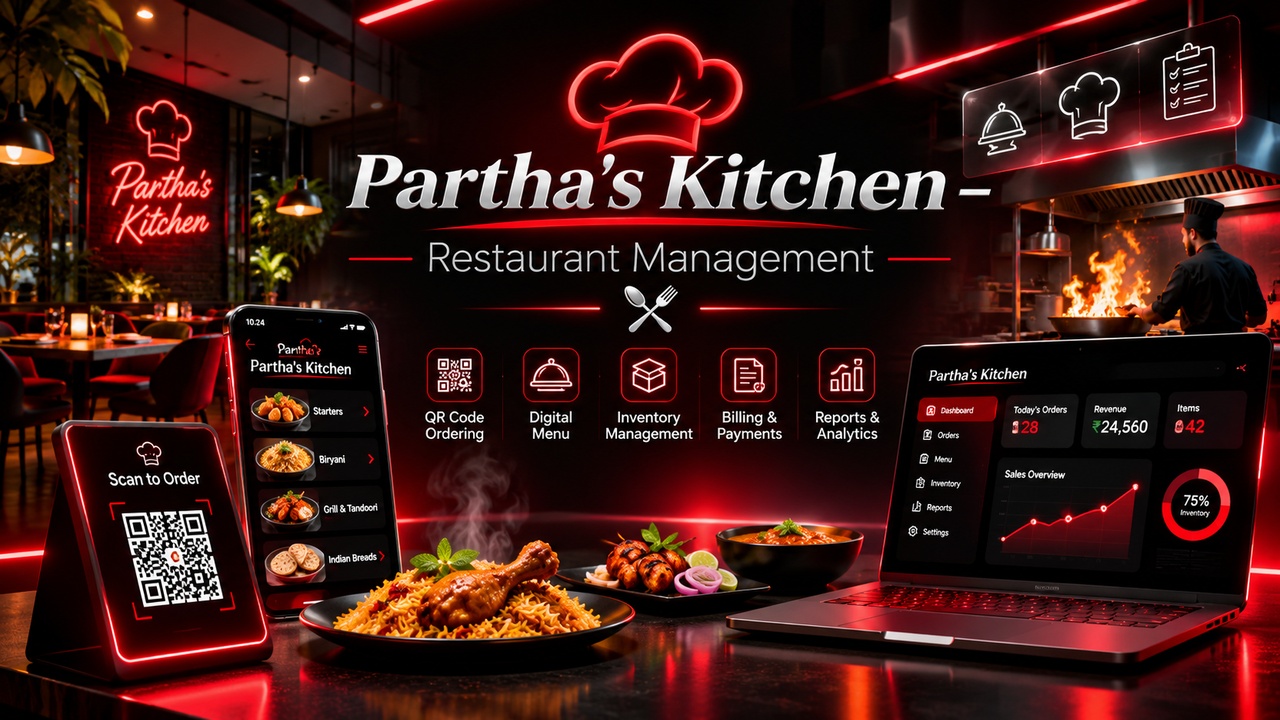 Partha's
Kitchen
Partha's Kitchen –
Restaurant Management
QR Code
Ordering
Digital
Menu
Inventory
Management
Billing &
Payments
Reports &
Analytics
Scan to Order
10.24
Partha's Kitchen
Starters
Biryani
Grill & Tandoori
Indian Breads
Partha's Kitchen
Dashboard
Orders
Menu
Inventory
Reports
Settings
Today's Orders
28
Revenue
₹24,560
Items
42
Sales Overview
75%
Inventory